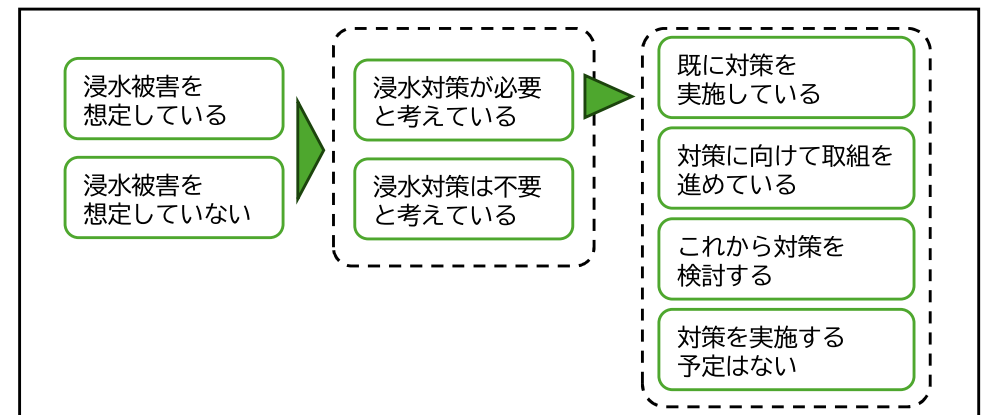 浸水被害を
想定している
浸水被害を
想定していない
浸水対策が必要
と考えている
浸水対策は不要
と考えている
既に対策を
実施している
対策に向けて取組を
進めている
これから対策を
検討する
対策を実施する
予定はない